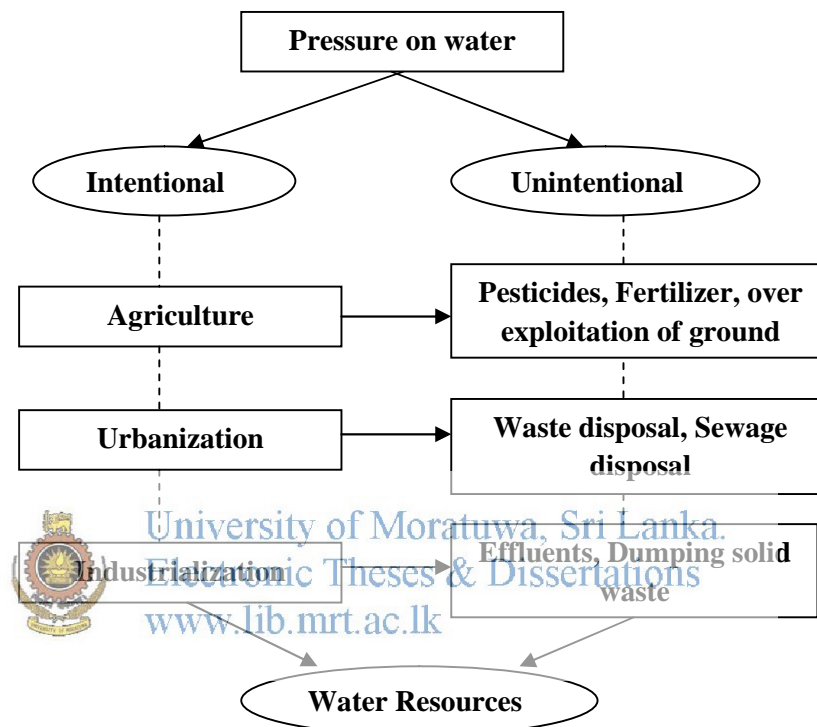 Pressure on water
Intentional
Unintentional
Agriculture
Pesticides, Fertilizer, over
exploitation of ground
Urbanization
Waste disposal, Sewage
disposal
University of Moratuwa, Sri Lanka.
Electronic Theses & Dissertations
www.lib.mrt.ac.lk
Industrialization
Effluents, Dumping solid
waste
Water Resources